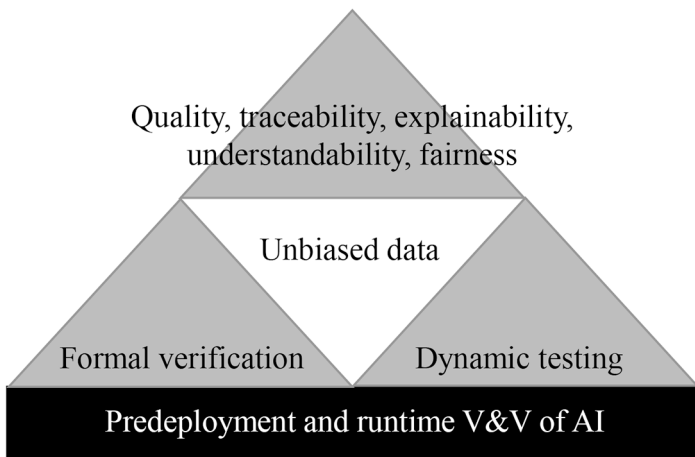 Quality, traceability, explainability,
understandability, fairness
Unbiased data
Formal verification
Dynamic testing
Predeployment and runtime V&V of AI